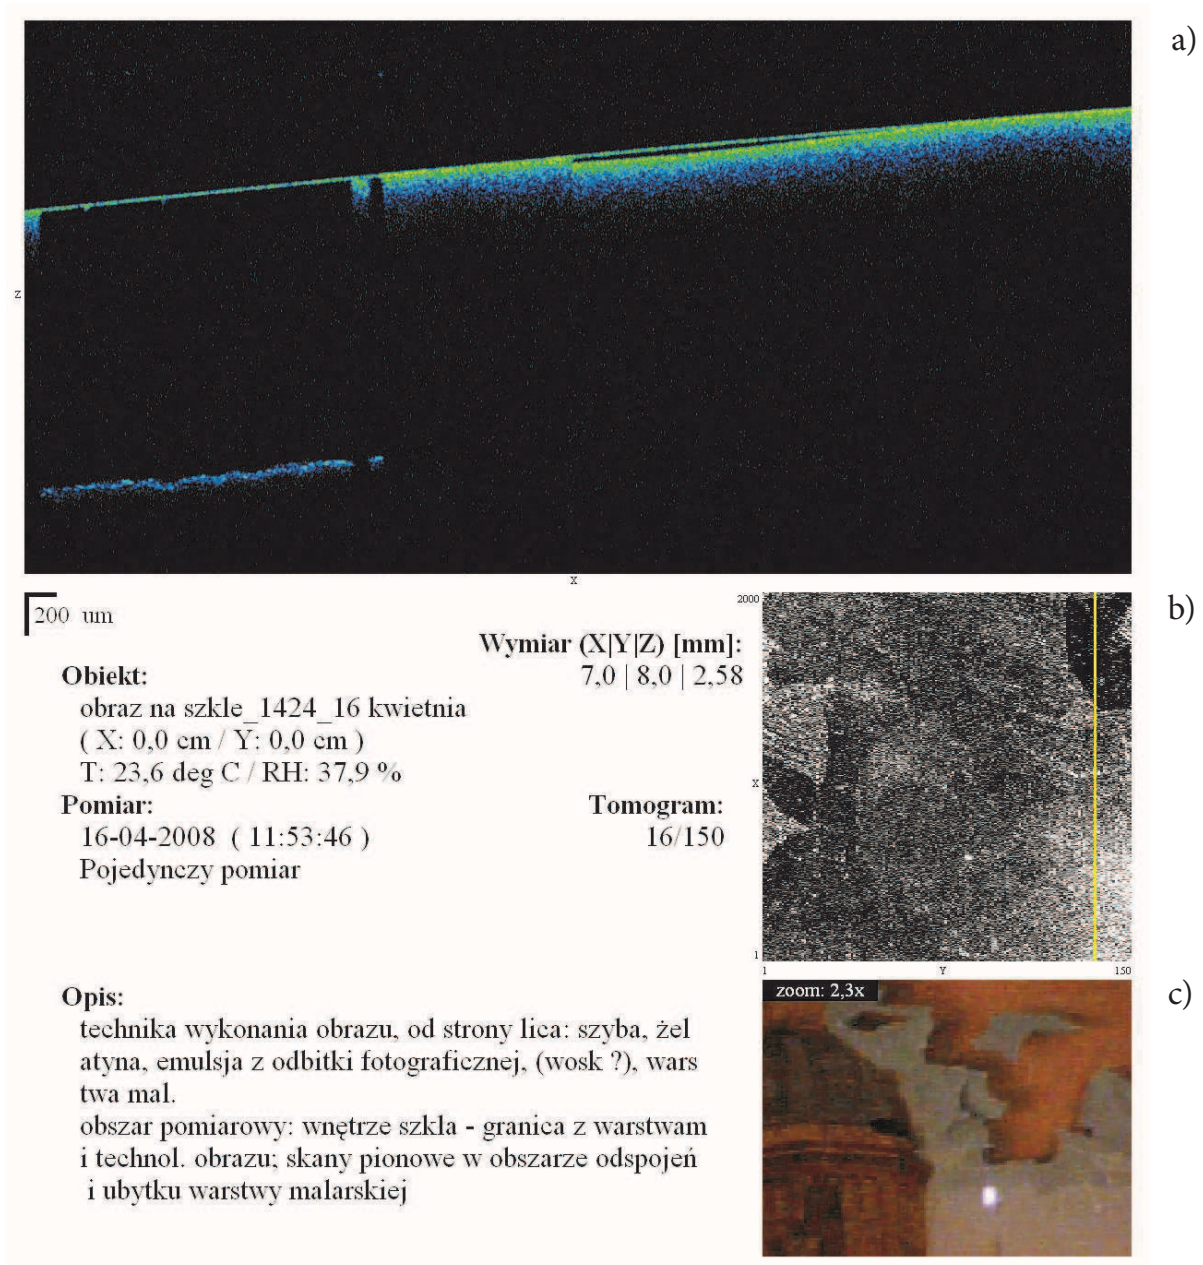 a)
z
x
200 um
Wymiar (X|Y|Z) [mm]:
7,0 | 8,0 | 2,58
Obiekt:
obraz na szkle_1424_16 kwietnia
( X: 0,0 cm / Y: 0,0 cm )
T: 23,6 deg C / RH: 37,9 %
Pomiar:
16-04-2008 ( 11:53:46 )
Pojedynczy pomiar
Tomogram:
16/150
2000
b)
x
1
1
Y
150
Opis:
technika wykonania obrazu, od strony lica: szyba, żel
atyna, emulsja z odbitki fotograficznej, (wosk ?), wars
twa mal.
obszar pomiarowy: wnętrze szkła - granica z warstwam
i technol. obrazu; skany pionowe w obszarze odspojeń
i ubytku warstwy malarskiej
zoom: 2,3x
c)